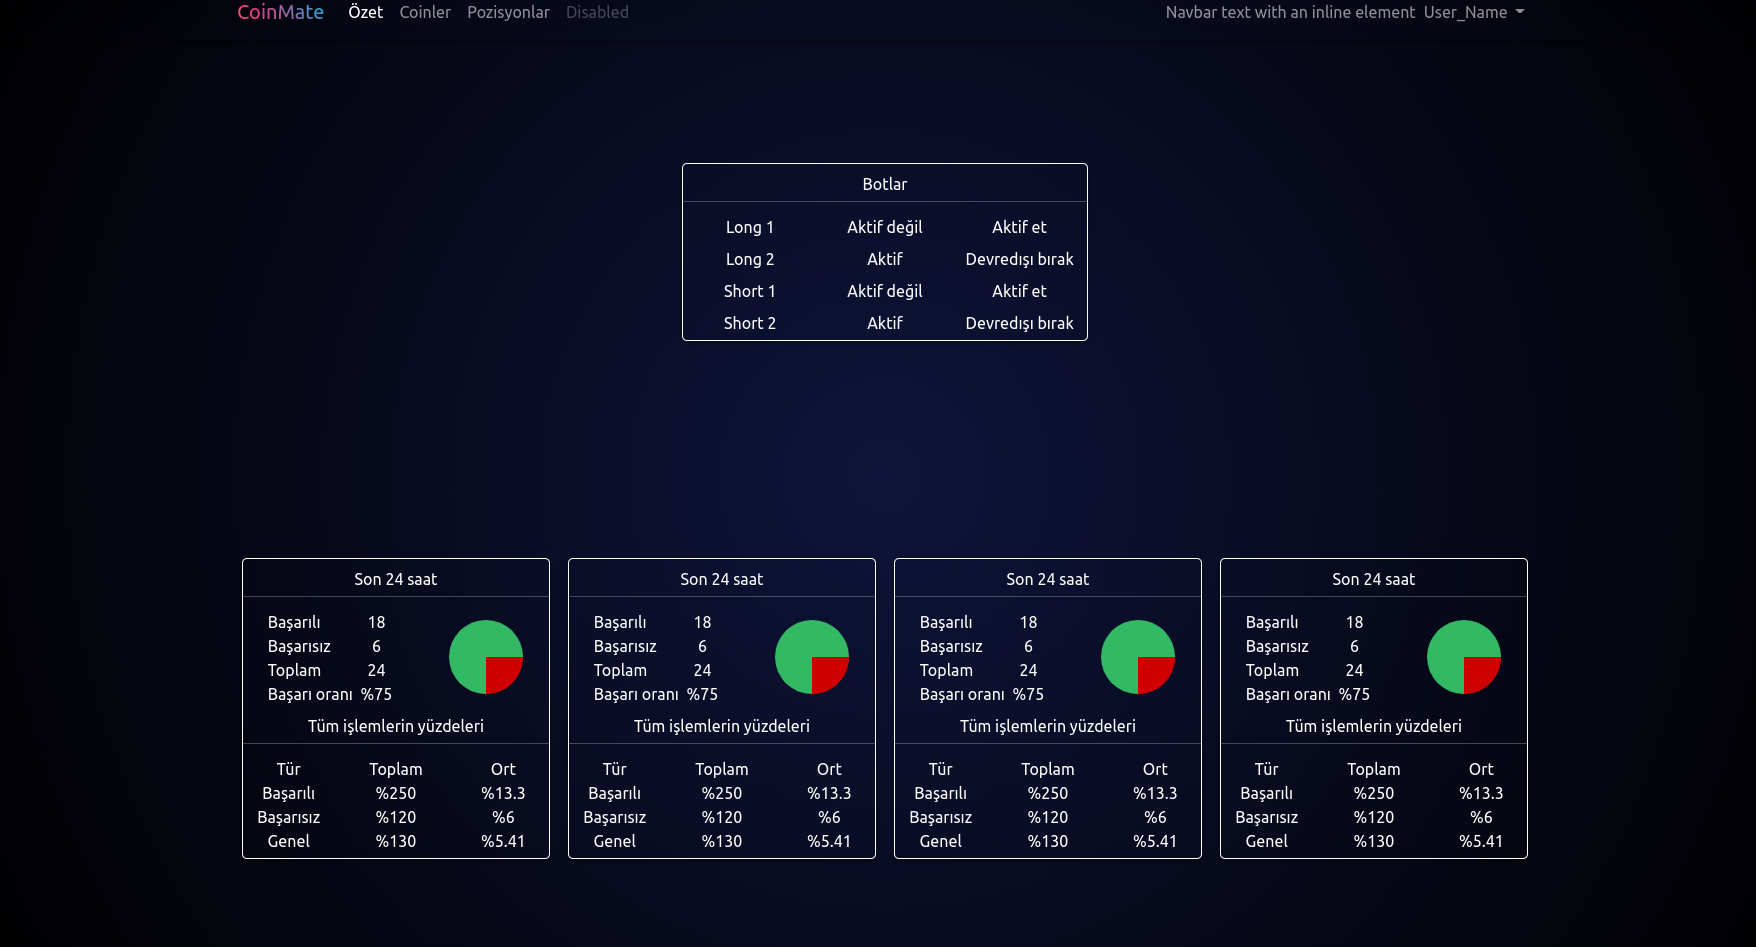 CoinMate Özet Coinler Pozisyonlar Disabled Navbar text with an inline element User_Name
Botlar
Long 1 Aktif değil Aktif et
Long 2 Aktif Devredışı bırak
Short 1 Aktif değil Aktif et
Short 2 Aktif Devredışı bırak
Son 24 saat
Başarılı 18
Başarısız 6
Toplam 24
Başarı oranı %75
Tüm işlemlerin yüzdeleri
Tür Toplam Ort
Başarılı %250 %13.3
Başarısız %120 %6
Genel %130 %5.41
Son 24 saat
Başarılı 18
Başarısız 6
Toplam 24
Başarı oranı %75
Tüm işlemlerin yüzdeleri
Tür Toplam Ort
Başarılı %250 %13.3
Başarısız %120 %6
Genel %130 %5.41
Son 24 saat
Başarılı 18
Başarısız 6
Toplam 24
Başarı oranı %75
Tüm işlemlerin yüzdeleri
Tür Toplam Ort
Başarılı %250 %13.3
Başarısız %120 %6
Genel %130 %5.41
Son 24 saat
Başarılı 18
Başarısız 6
Toplam 24
Başarı oranı %75
Tüm işlemlerin yüzdeleri
Tür Toplam Ort
Başarılı %250 %13.3
Başarısız %120 %6
Genel %130 %5.41